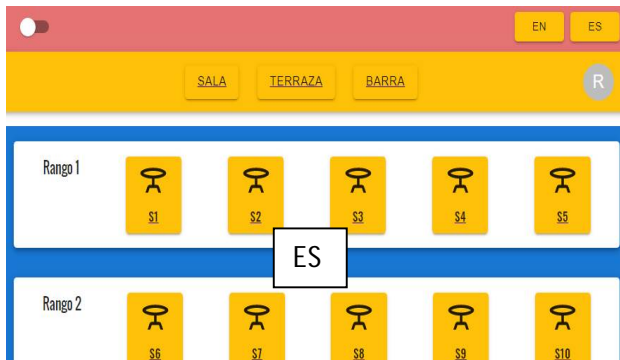 EN ES
SALA TERRAZA BARRA R
Rango 1
S1 S2 S3 S4 S5
ES
Rango 2
S6 S7 S8 S9 S10